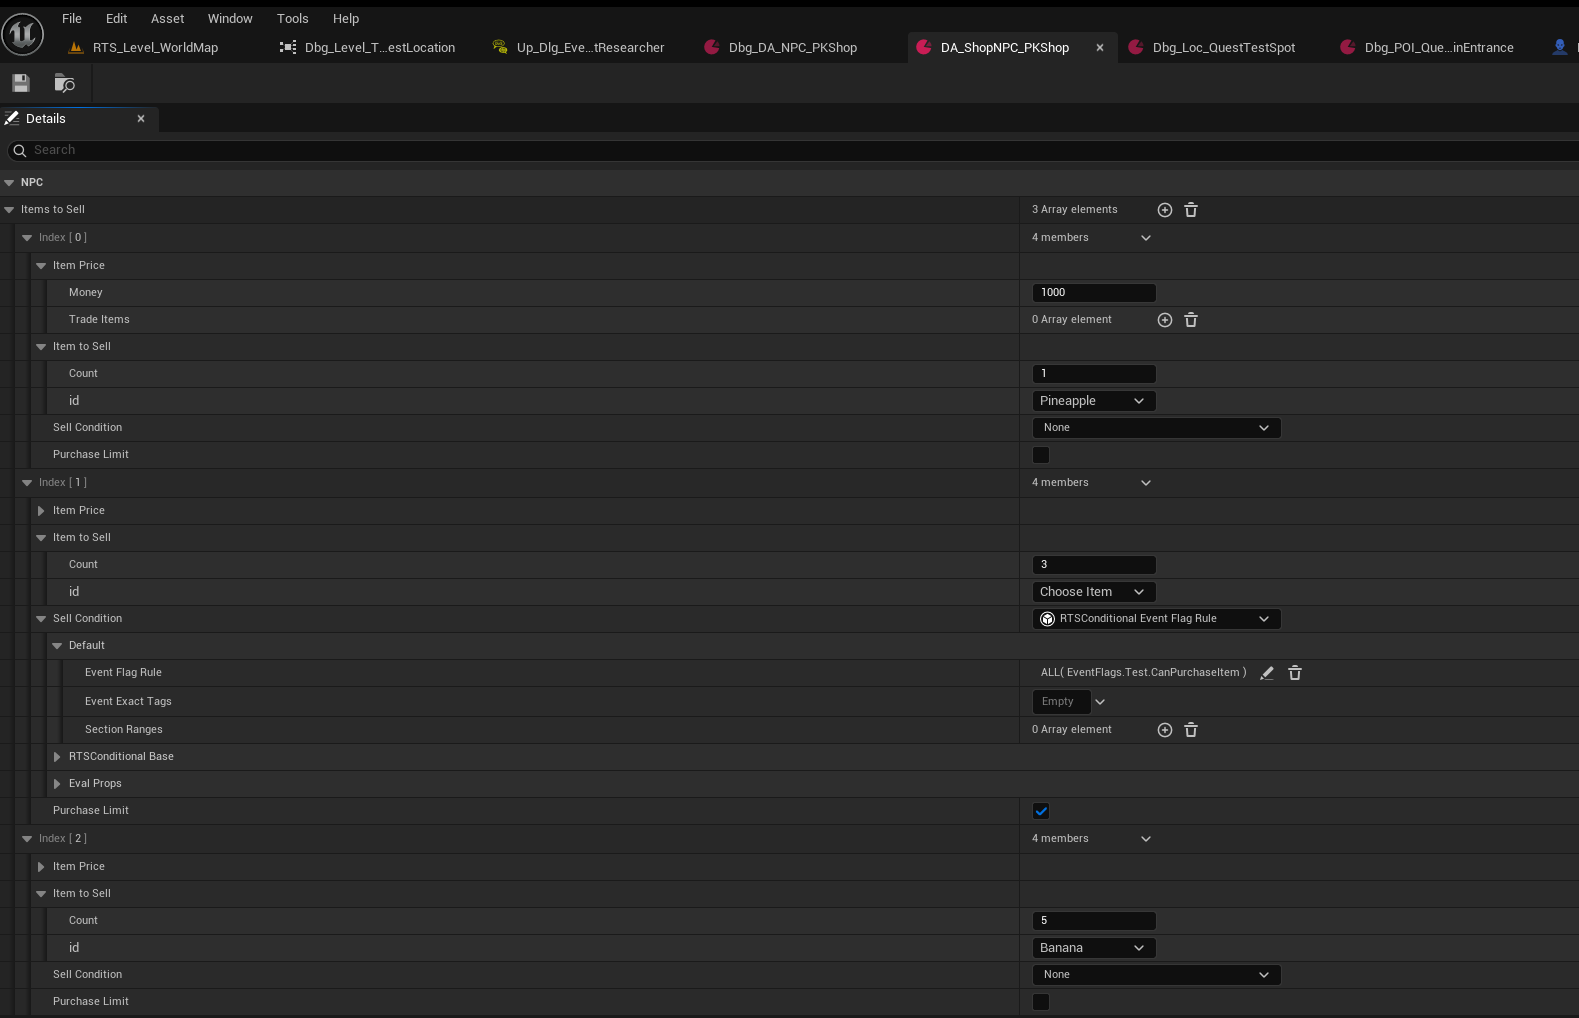 File Edit Asset Window Tools Help
RTS_Level_WorldMap Dbg_Level_T...estLocation Up_Dlg_Eve...tResearcher Dbg_DA_NPC_PKShop DA_ShopNPC_PKShop Dbg_Loc_QuestTestSpot Dbg_POI_Que...inEntrance
Details
Search
NPC
Items to Sell 3 Array elements
Index [ 0 ] 4 members
Item Price
Money 1000
Trade Items 0 Array element
Item to Sell
Count 1
id Pineapple
Sell Condition None
Purchase Limit
Index [ 1 ] 4 members
Item Price
Item to Sell
Count 3
id Choose Item
Sell Condition RTSConditional Event Flag Rule
Default
Event Flag Rule ALL( EventFlags.Test.CanPurchaseItem )
Event Exact Tags Empty
Section Ranges 0 Array element
RTSConditional Base
Eval Props
Purchase Limit
Index [ 2 ] 4 members
Item Price
Item to Sell
Count 5
id Banana
Sell Condition None
Purchase Limit